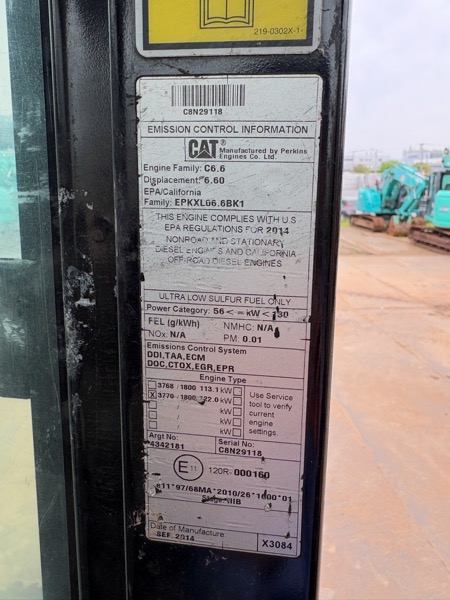 219-0302X-1-
C8N29118
EMISSION CONTROL INFORMATION
CAT® Manufactured by Perkins
Engines Co. Ltd.
Engine Family: C6.6
Displacement: 6.60
EPA/California
Family: EPKXL06.6BK1
THIS ENGINE COMPLIES WITH U.S
EPA REGULATIONS FOR 2014
NONROAD AND STATIONARY
DIESEL ENGINES AND CALIFORNIA
OFF-ROAD DIESEL ENGINES
ULTRA LOW SULFUR FUEL ONLY
Power Category: 56 < = kW < 130
FEL (g/kWh) NMHC: N/A
NOx: N/A PM: 0.01
Emissions Control System
DDI,TAA,ECM
DOC,CTOX,EGR,EPR
Engine Type
3768 / 1800 113.1 kW
X 3770 / 1800 122.0 kW
/ kW
/ kW
Use Service
tool to verify
current
engine
settings.
Argt No: Serial No:
4342181 C8N29118
E 11 120R-000160
e11*97/68MA*2010/26*1600*01
Stage IIIB
Date of Manufacture
SEP 2014 X3084